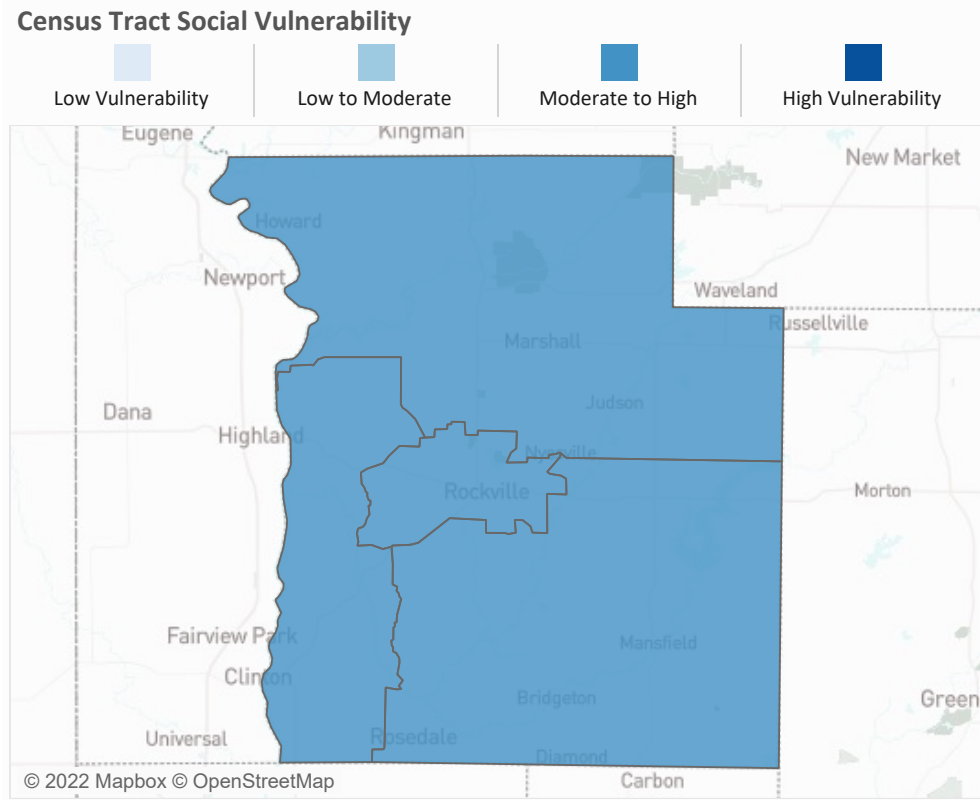 Census Tract Social Vulnerability
Low Vulnerability
Low to Moderate
Moderate to High
High Vulnerability
Eugene
Kingman
New Market
Howard
Newport
Waveland
Russellville
Marshall
Judson
Dana
Highland
Nyesville
Rockville
Morton
Fairview Park
Mansfield
Clinton
Bridgeton
Green
Universal
Rosedale
Diamond
Carbon
© 2022 Mapbox © OpenStreetMap